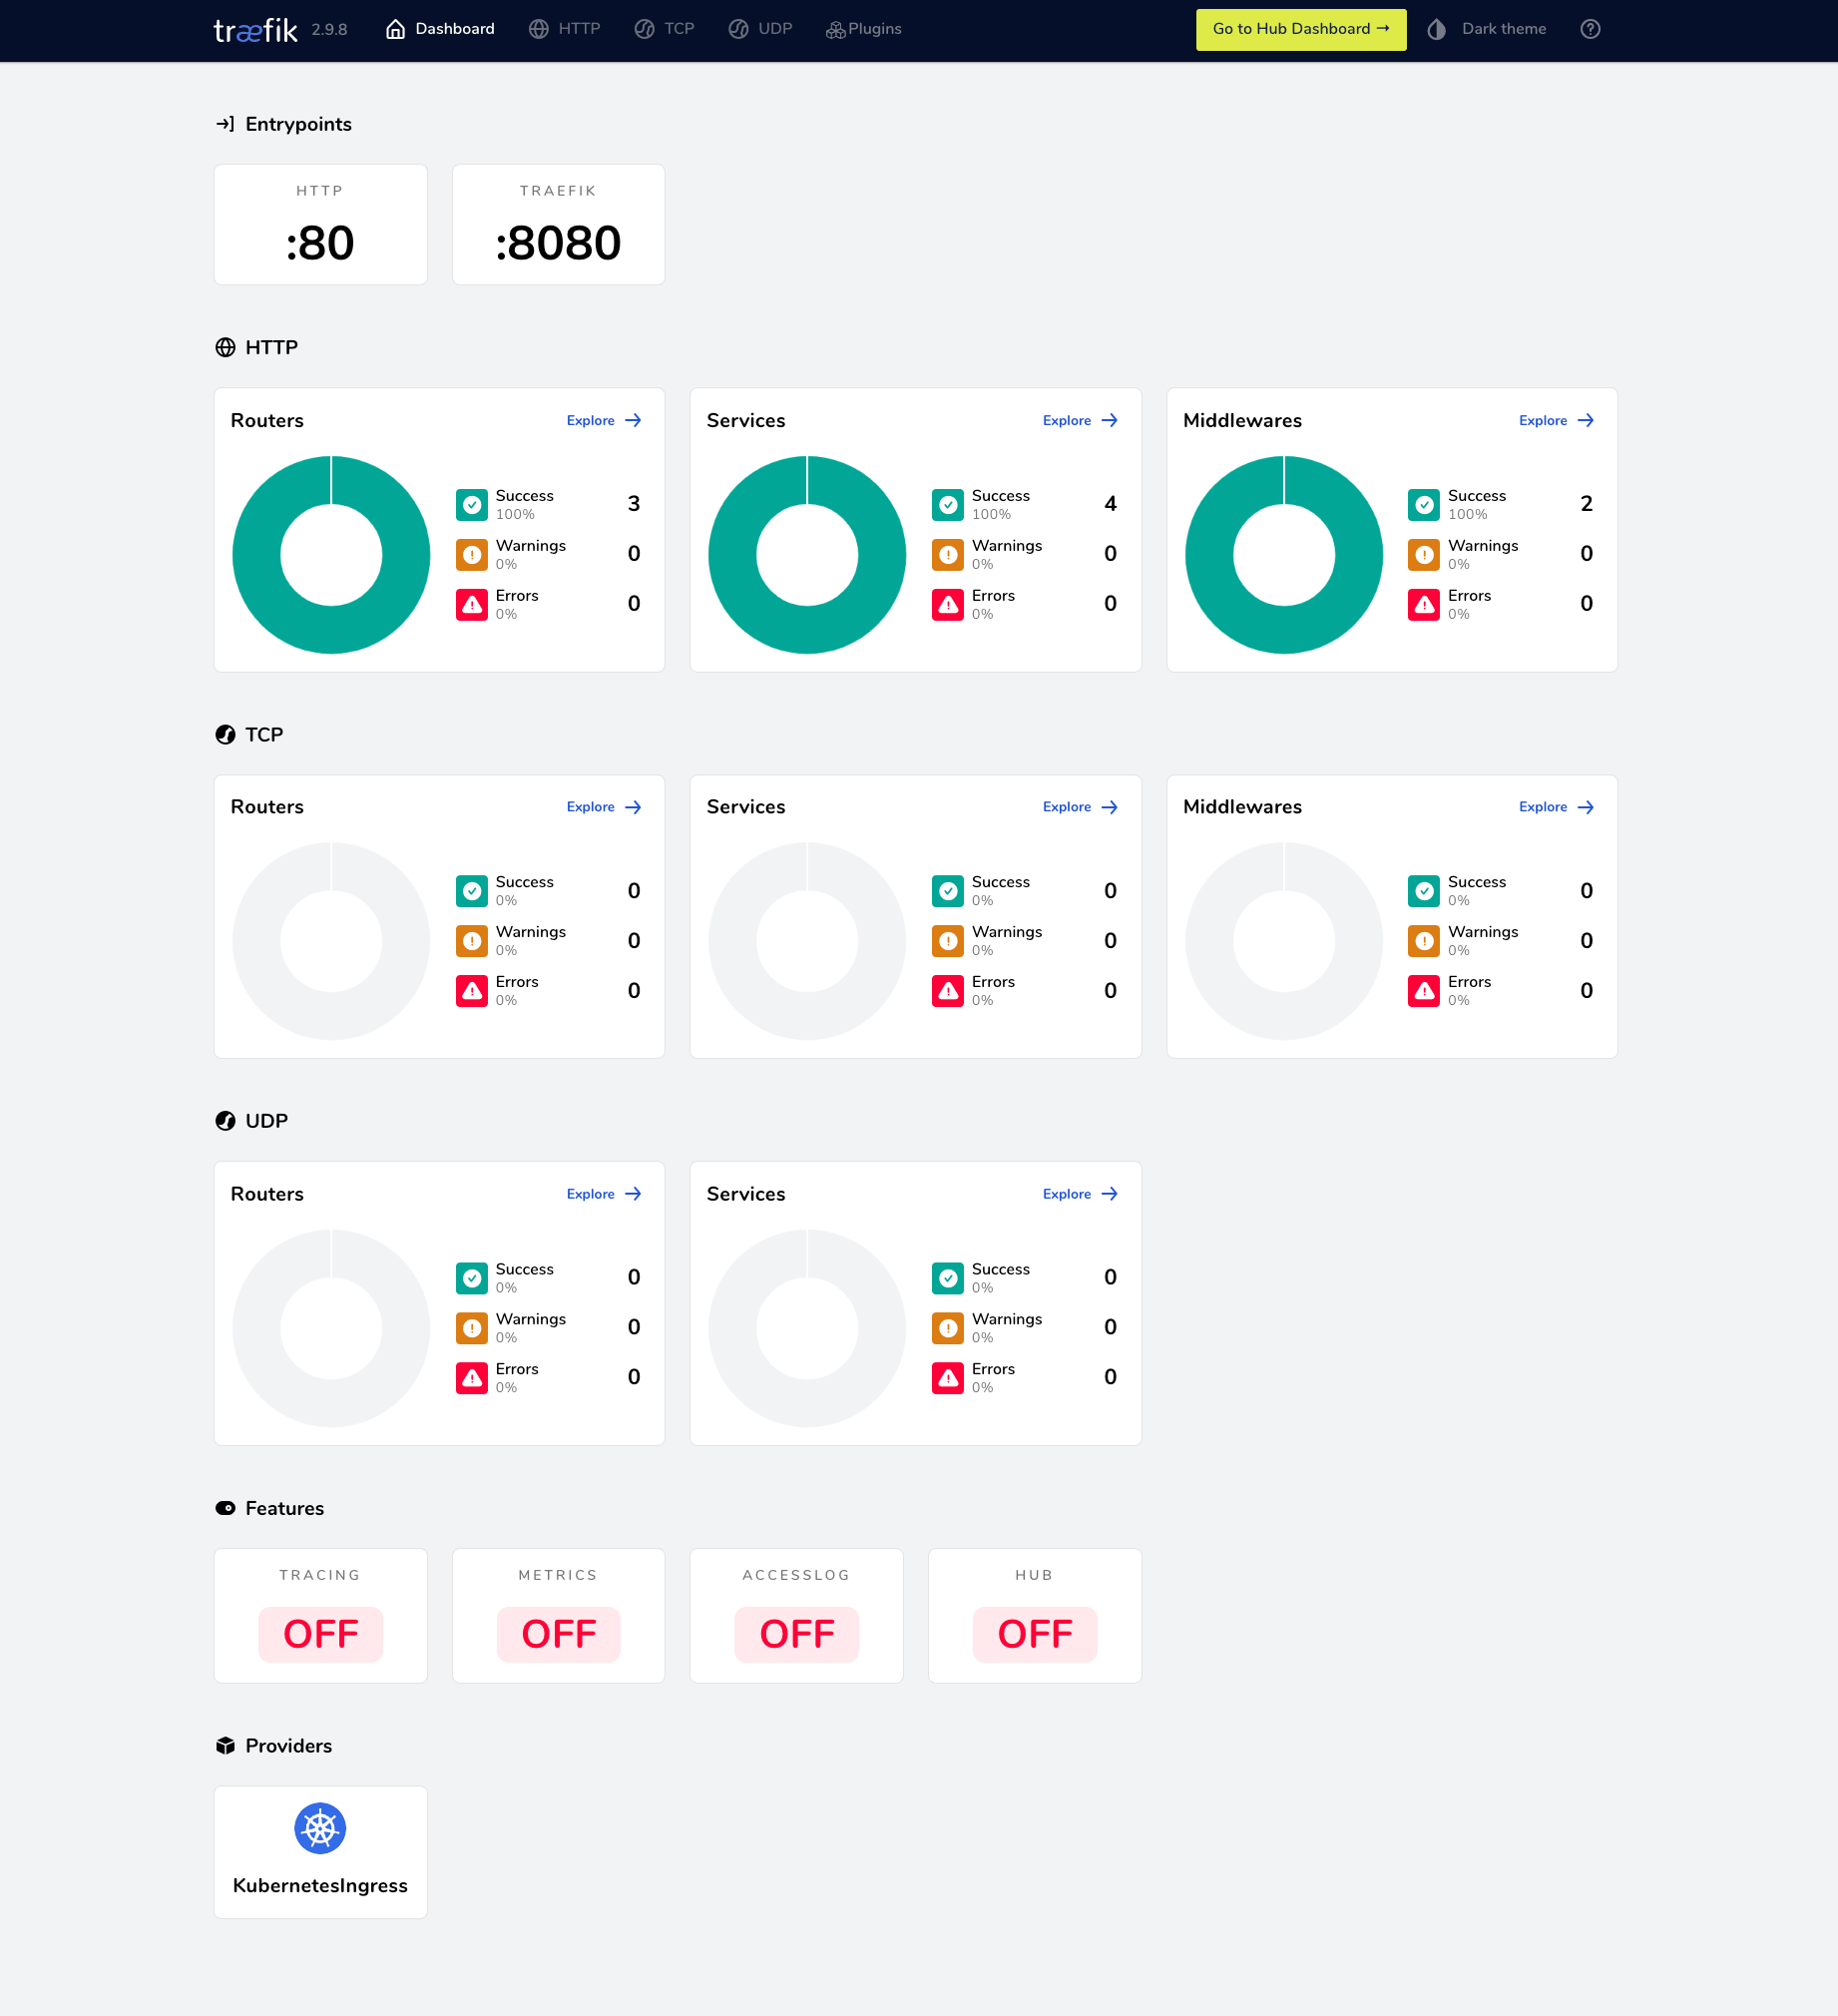 træfik 2.9.8 Dashboard HTTP TCP UDP Plugins Go to Hub Dashboard → Dark theme
Entrypoints
HTTP
:80
TRAEFIK
:8080
HTTP
Routers Explore
Success 3
100%
Warnings 0
0%
Errors 0
0%
Services Explore
Success 4
100%
Warnings 0
0%
Errors 0
0%
Middlewares Explore
Success 2
100%
Warnings 0
0%
Errors 0
0%
TCP
Routers Explore
Success 0
0%
Warnings 0
0%
Errors 0
0%
Services Explore
Success 0
0%
Warnings 0
0%
Errors 0
0%
Middlewares Explore
Success 0
0%
Warnings 0
0%
Errors 0
0%
UDP
Routers Explore
Success 0
0%
Warnings 0
0%
Errors 0
0%
Services Explore
Success 0
0%
Warnings 0
0%
Errors 0
0%
Features
TRACING
OFF
METRICS
OFF
ACCESSLOG
OFF
HUB
OFF
Providers
KubernetesIngress